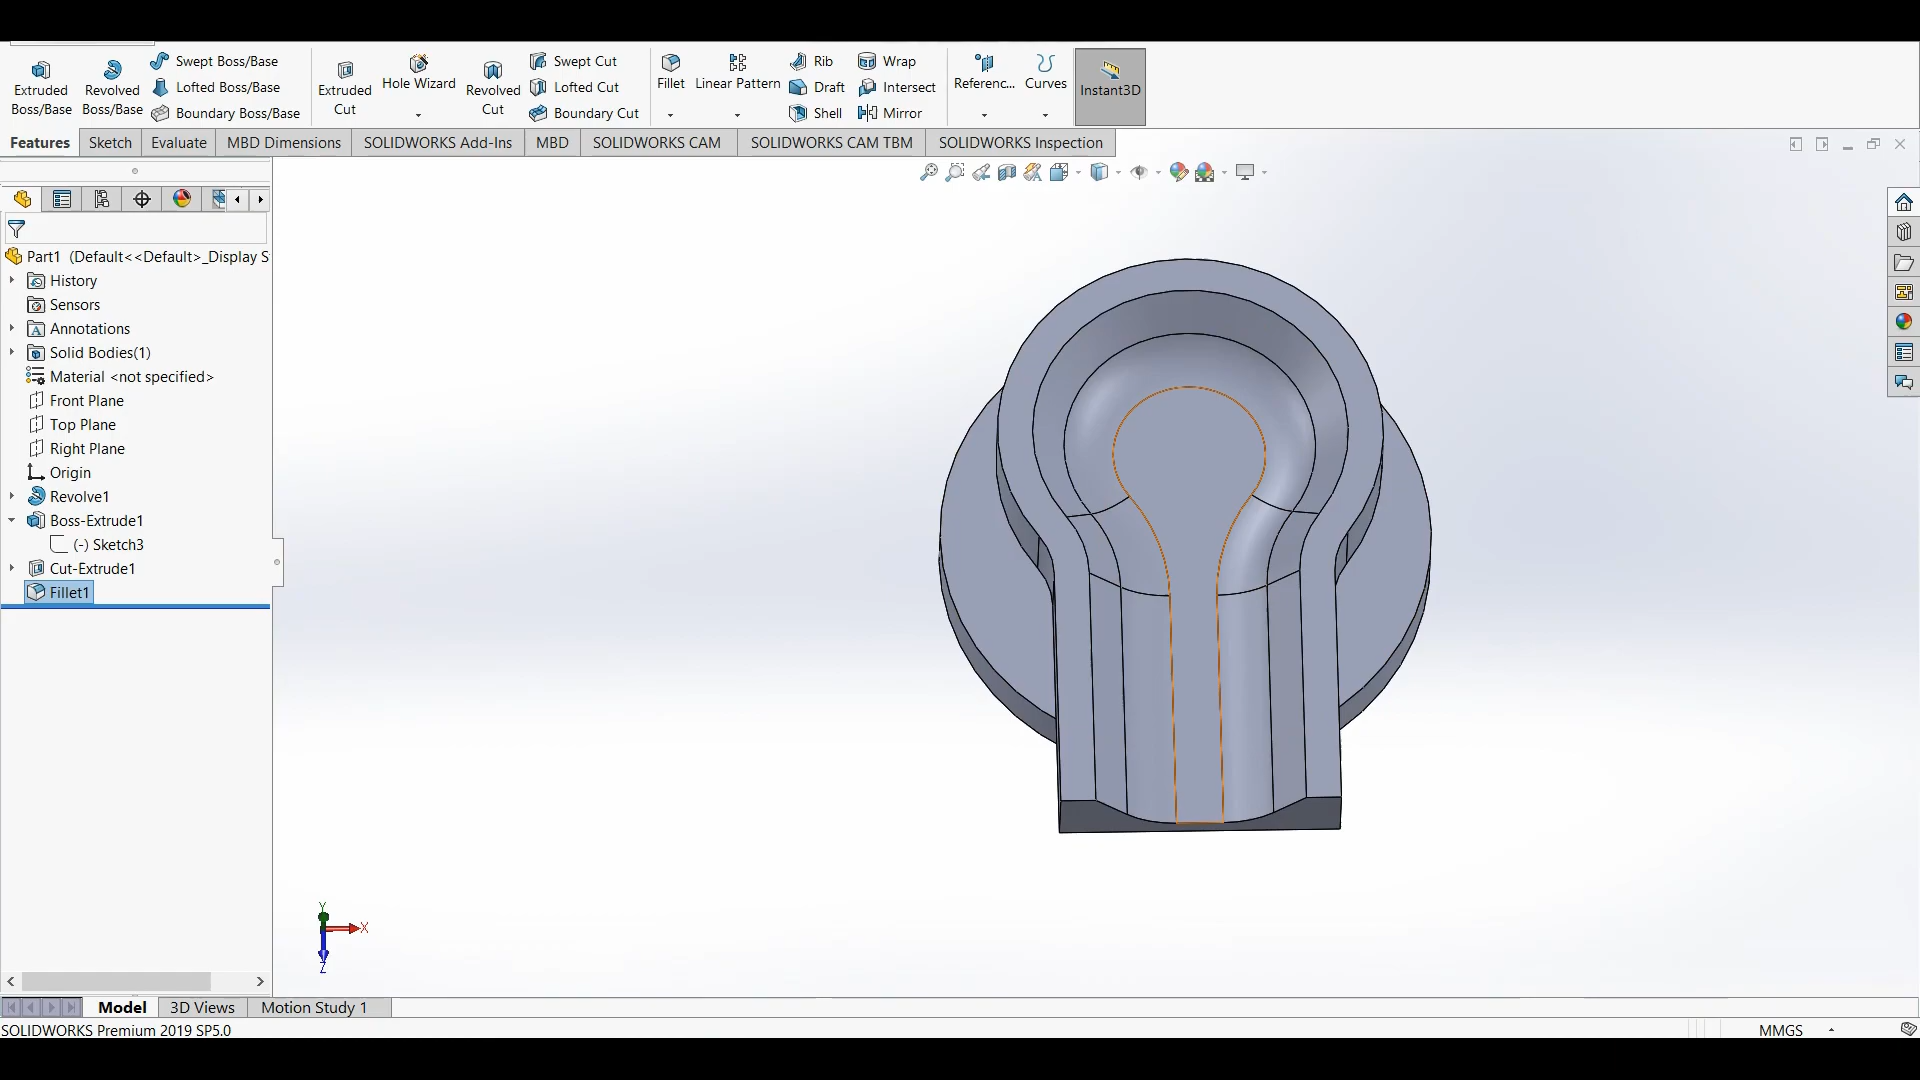 Swept Boss/Base
Lofted Boss/Base
Boundary Boss/Base
Extruded
Boss/Base
Revolved
Boss/Base
Extruded
Cut
Hole Wizard
Revolved
Cut
Swept Cut
Lofted Cut
Boundary Cut
Fillet
Linear Pattern
Rib
Draft
Shell
Wrap
Intersect
Mirror
Referenc...
Curves
Instant3D
Features Sketch Evaluate MBD Dimensions SOLIDWORKS Add-Ins MBD SOLIDWORKS CAM SOLIDWORKS CAM TBM SOLIDWORKS Inspection
Part1 (Default<<Default>_Display S
History
Sensors
A Annotations
Solid Bodies(1)
Material <not specified>
Front Plane
Top Plane
Right Plane
Origin
Revolve1
Boss-Extrude1
(-) Sketch3
Cut-Extrude1
Fillet1
Y
X
Z
Model 3D Views Motion Study 1
SOLIDWORKS Premium 2019 SP5.0
MMGS